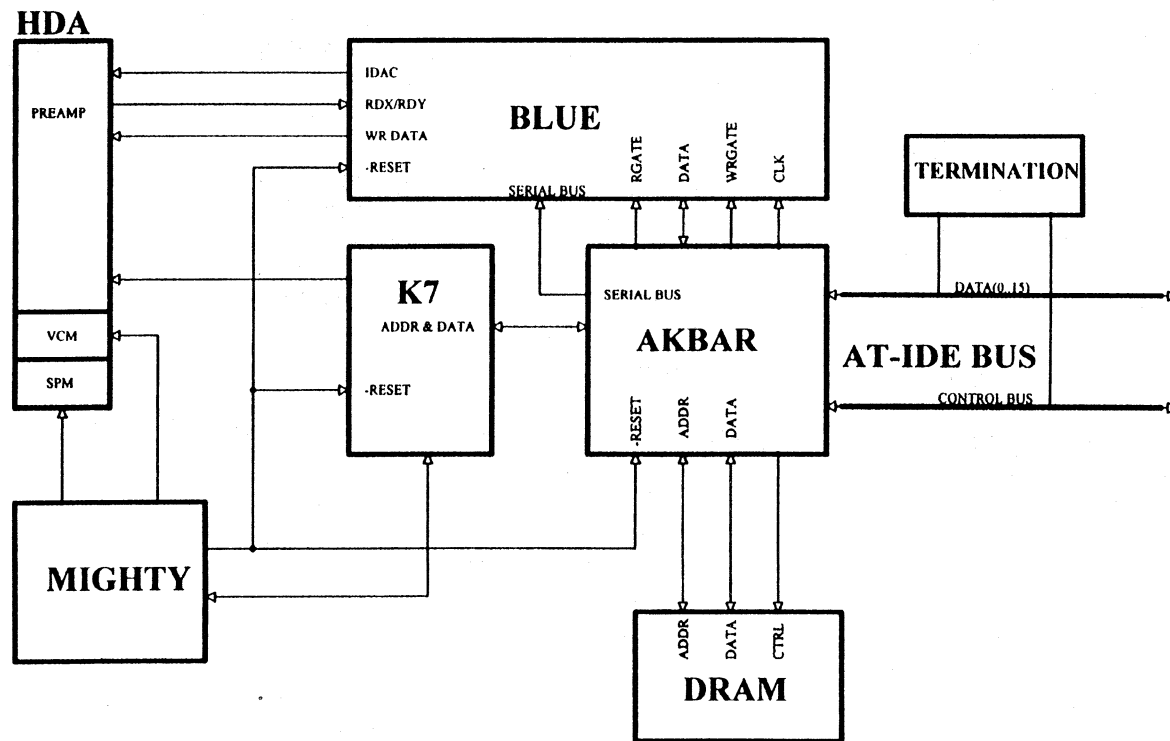 HDA
PREAMP
VCM
SPM
IDAC
RDX/RDY
WR DATA
-RESET
BLUE
SERIAL BUS
RGATE
DATA
WRGATE
CLK
TERMINATION
K7
ADDR & DATA
-RESET
SERIAL BUS
AKBAR
-RESET
ADDR
DATA
DATA(0..15)
AT-IDE BUS
CONTROL BUS
MIGHTY
ADDR
DATA
CTRL
DRAM